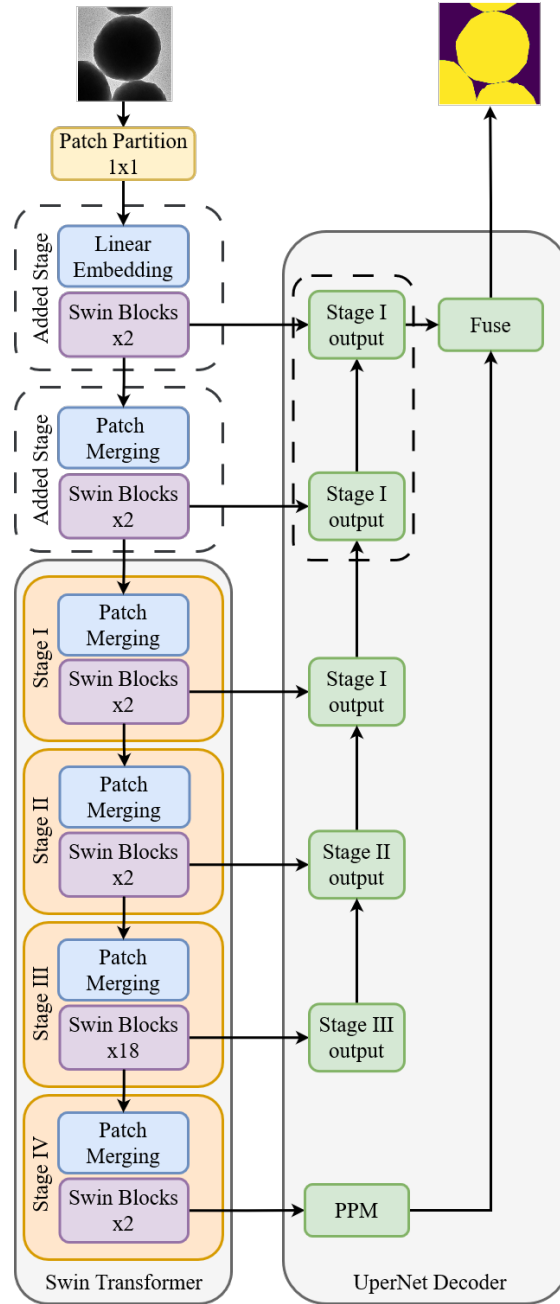 Patch Partition
1x1
Added Stage
Linear
Embedding
Swin Blocks
x2
Stage I
output
Fuse
Added Stage
Patch
Merging
Swin Blocks
x2
Stage I
output
Stage I
Patch
Merging
Swin Blocks
x2
Stage I
output
Stage II
Patch
Merging
Swin Blocks
x2
Stage II
output
Stage III
Patch
Merging
Swin Blocks
x18
Stage III
output
Stage IV
Patch
Merging
Swin Blocks
x2
PPM
Swin Transformer
UperNet Decoder